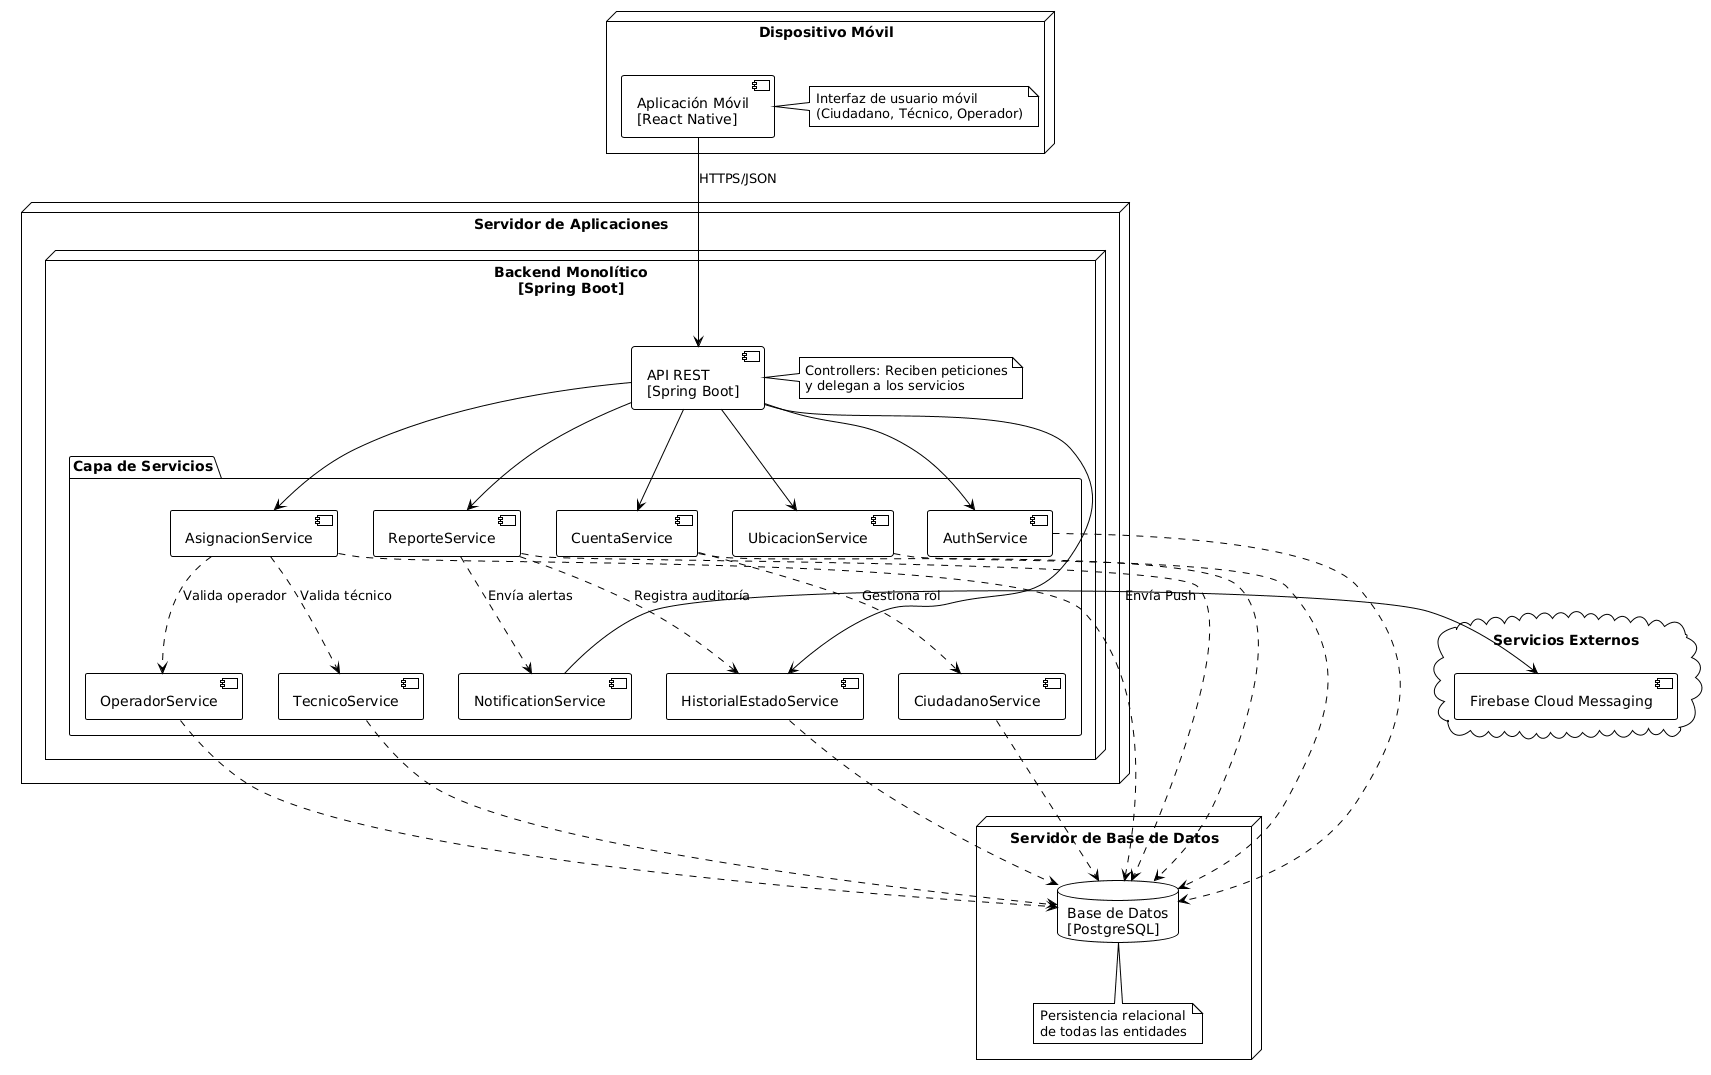 Dispositivo Móvil
Aplicación Móvil
[React Native]
Interfaz de usuario móvil
(Ciudadano, Técnico, Operador)
HTTPS/JSON
Servidor de Aplicaciones
Backend Monolítico
[Spring Boot]
API REST
[Spring Boot]
Controllers: Reciben peticiones
y delegan a los servicios
Capa de Servicios
AsignacionService
ReporteService
CuentaService
UbicacionService
AuthService
Valida operador
Valida técnico
Envía alertas
Registra auditoría
Gestiona rol
Envía Push
Servicios Externos
OperadorService
TecnicoService
NotificationService
HistorialEstadoService
CiudadanoService
Firebase Cloud Messaging
Servidor de Base de Datos
Base de Datos
[PostgreSQL]
Persistencia relacional
de todas las entidades